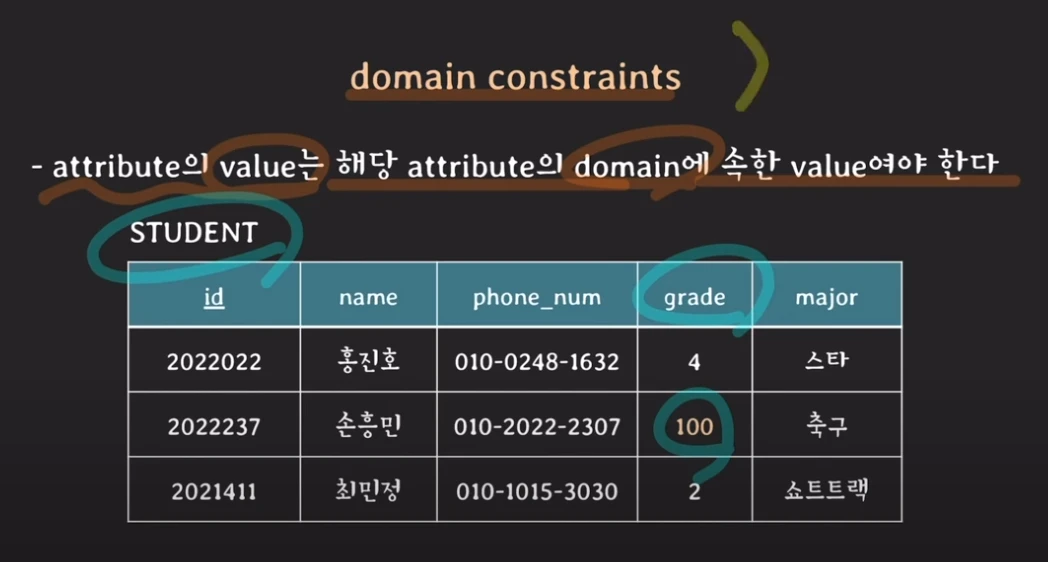 domain constraints
- attribute의 value는 해당 attribute의 domain에 속한 value여야 한다
STUDENT
id name phone_num grade major
2022022 홍진호 010-0248-1632 4 스타
2022237 손흥민 010-2022-2307 100 축구
2021411 최민정 010-1015-3030 2 쇼트트랙